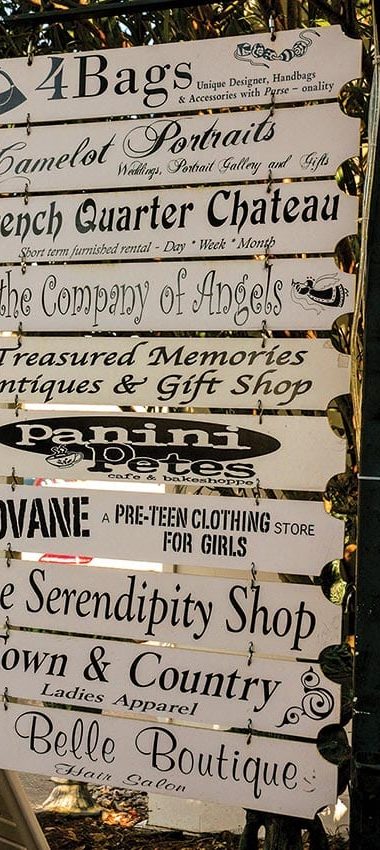 4Bags
Unique Designer, Handbags
& Accessories with Purse – onality
Camelot Portraits
Weddings, Portrait Gallery and Gifts
ench Quarter Chateau
Short term furnished rental - Day * Week * Month
the Company of Angels
Treasured Memories
ntiques & Gift Shop
panini
Petes
cafe & bakeshoppe
OVANE A PRE-TEEN CLOTHING STORE
FOR GIRLS
e Serendipity Shop
own & Country
Ladies Apparel
Belle Boutique
Hair Salon